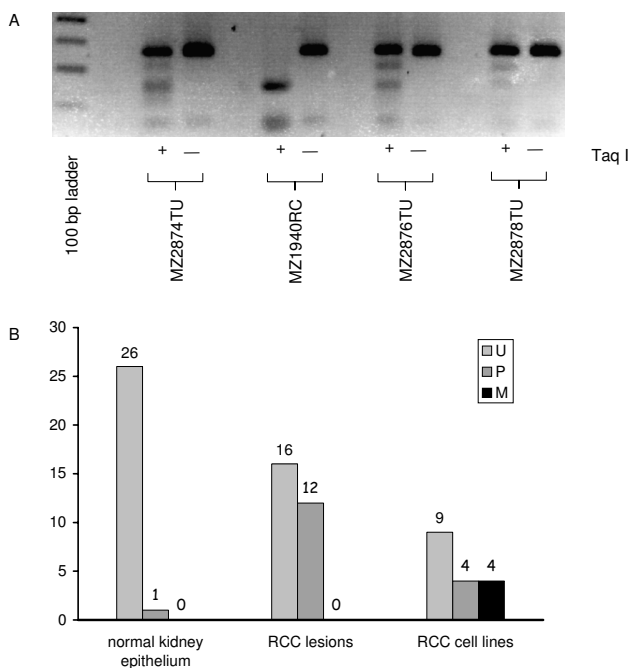 A
+ — + — + — + — Taq I
100 bp ladder
MZ2874TU
MZ1940RC
MZ2876TU
MZ2878TU
B
30
25
20
15
10
5
0
26
1
0
16
12
0
9
4
4
U
P
M
normal kidney
epithelium
RCC lesions
RCC cell lines